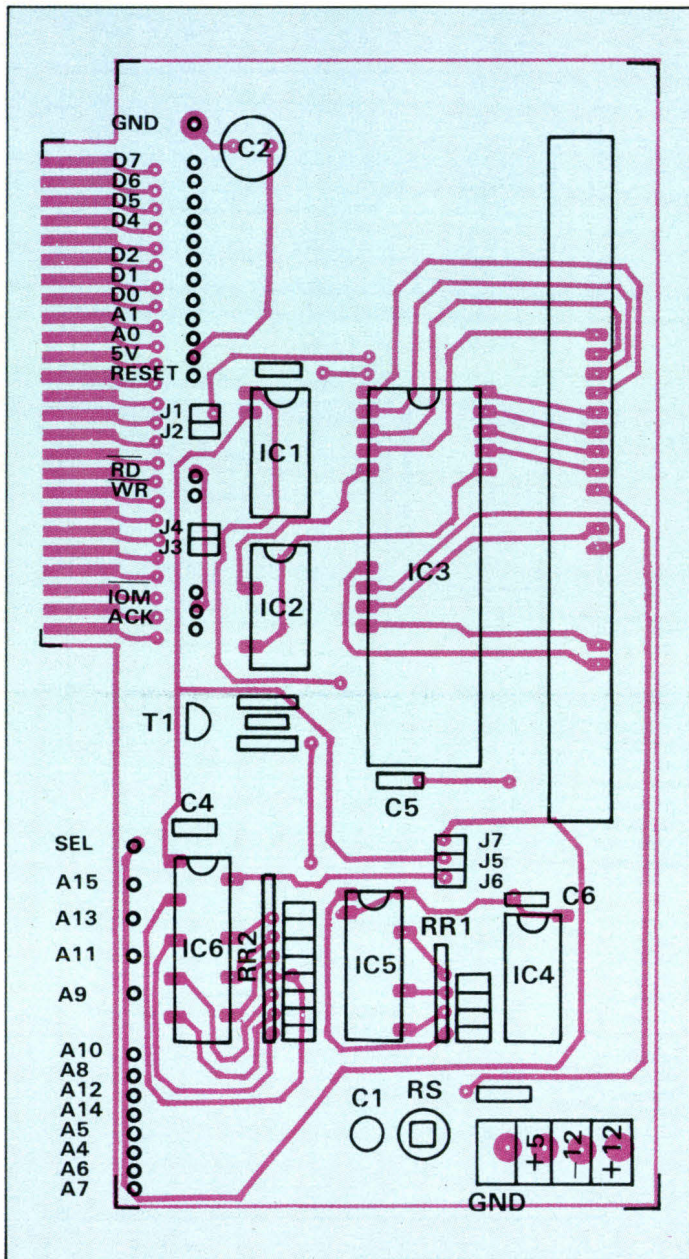 GND
C2
D7
D6
D5
D4
D2
D1
D0
A1
A0
5V
RESET
J1
J2
IC1
RD
WR
J4
J3
IC2
IC3
IOM
ACK
T1
C5
C4
J7
J5
J6
SEL
A15
A13
A11
A9
IC6
RR2
IC5
RR1
C6
IC4
A10
A8
A12
A14
A5
A4
A6
A7
C1
RS
+5
-12
+12
GND